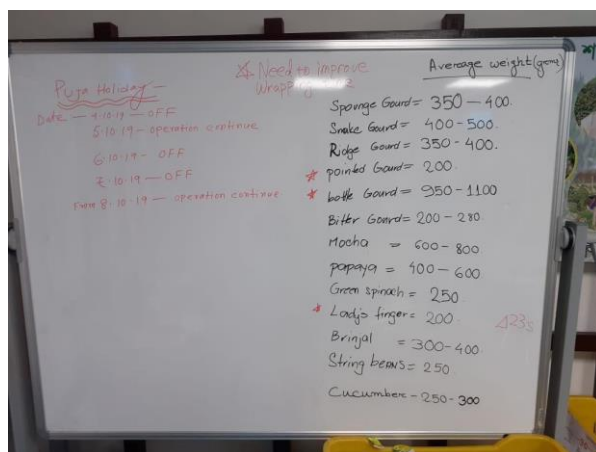 Puja Holiday -
Date - 4.10.19 - OFF
5.10.19 - operation continue
6.10.19 - OFF
7.10.19 - OFF
From 8.10.19 - operation continue
Need to improve
Wrapping
Average weight (gram)
Sponge Gourd = 350 - 400.
Snake Gourd = 400 - 500.
Ridge Gourd = 350 - 400.
pointed Gourd = 200.
bottle Gourd = 950 - 1100
Bitter Gourd = 200 - 280.
Mocha = 600 - 800
papaya = 400 - 600.
Green spinach = 250
Lady's finger = 200.
Brinjal = 300 - 400.
String beans = 250
Cucumber - 250 - 300